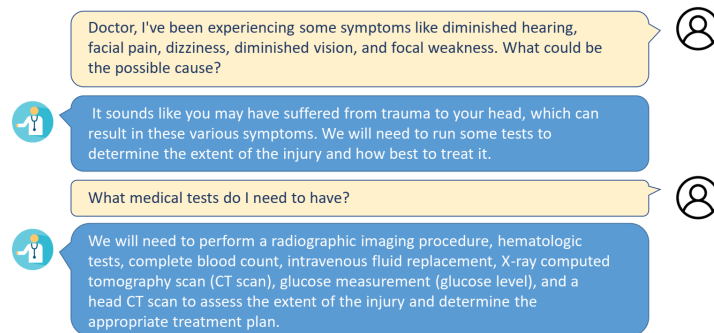 Doctor, I've been experiencing some symptoms like diminished hearing,
facial pain, dizziness, diminished vision, and focal weakness. What could be
the possible cause?
It sounds like you may have suffered from trauma to your head, which can
result in these various symptoms. We will need to run some tests to
determine the extent of the injury and how best to treat it.
What medical tests do I need to have?
We will need to perform a radiographic imaging procedure, hematologic
tests, complete blood count, intravenous fluid replacement, X-ray computed
tomography scan (CT scan), glucose measurement (glucose level), and a
head CT scan to assess the extent of the injury and determine the
appropriate treatment plan.